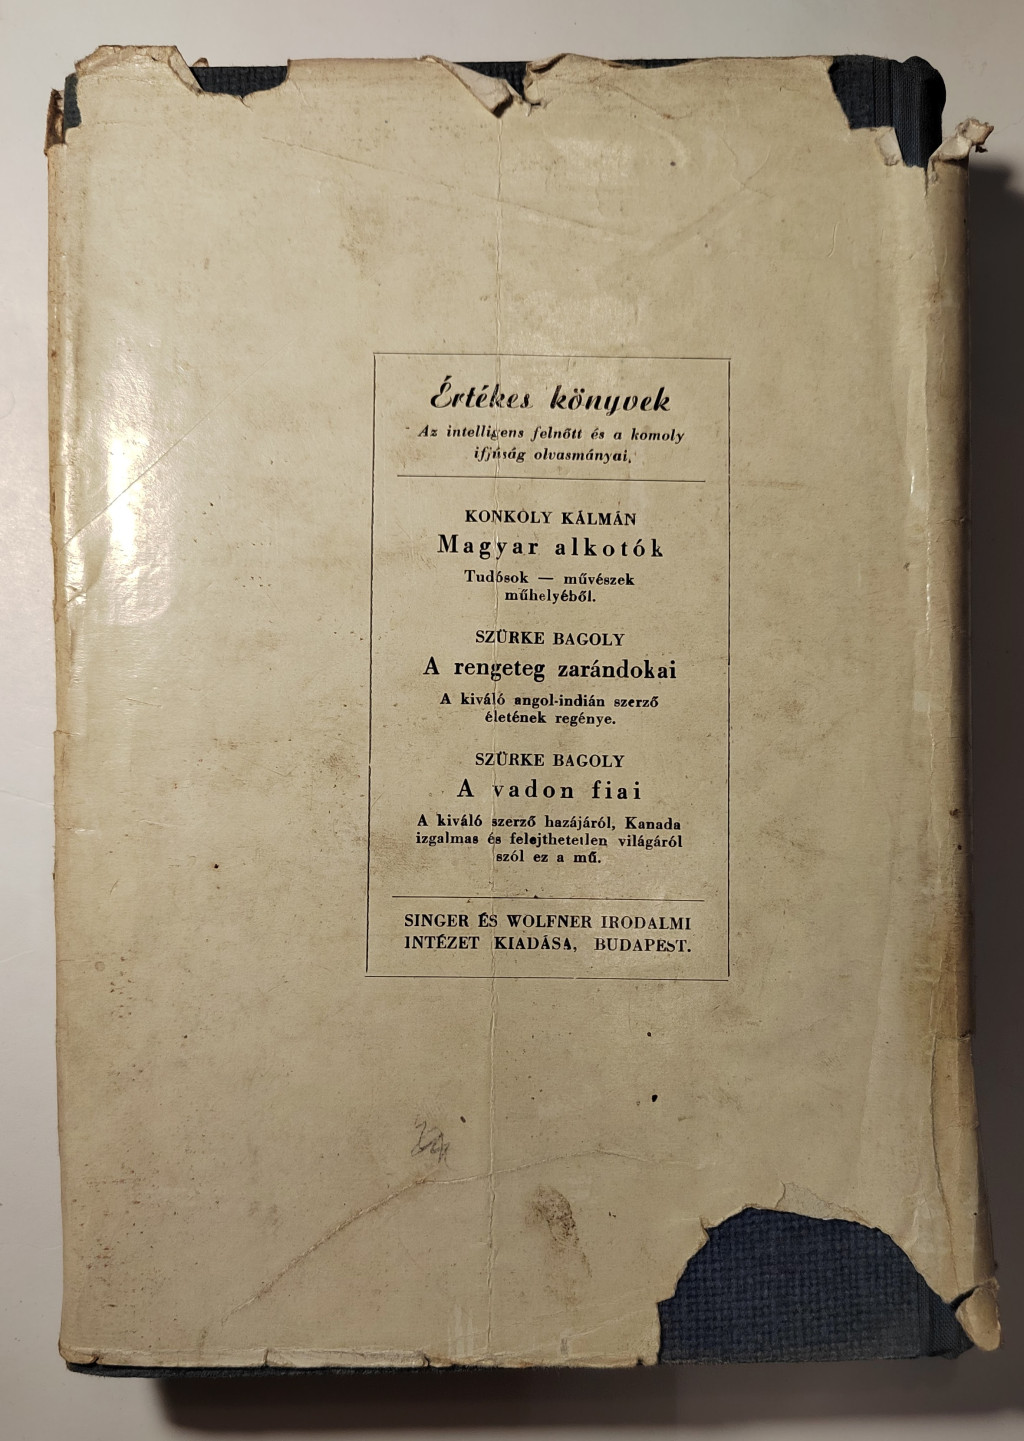 Értékes könyvek
Az intelligens felnőtt és a komoly
ifjúság olvasmányai.
KONKOLY KÁLMÁN
Magyar alkotók
Tudósok — művészek
műhelyéből.
SZÜRKE BAGOLY
A rengeteg zarándokai
A kiváló angol-indián szerző
életének regénye.
SZÜRKE BAGOLY
A vadon fiai
A kiváló szerző hazájáról, Kanada
izgalmas és felejthetetlen világáról
szól ez a mű.
SINGER ÉS WOLFNER IRODALMI
INTÉZET KIADÁSA, BUDAPEST.